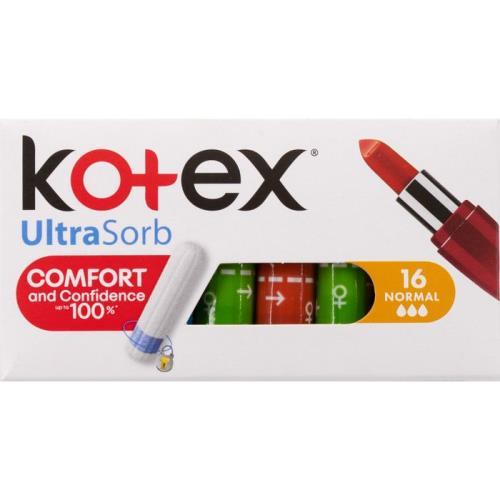 kotex®
UltraSorb
COMFORT
and Confidence
up to 100%*
16
NORMAL